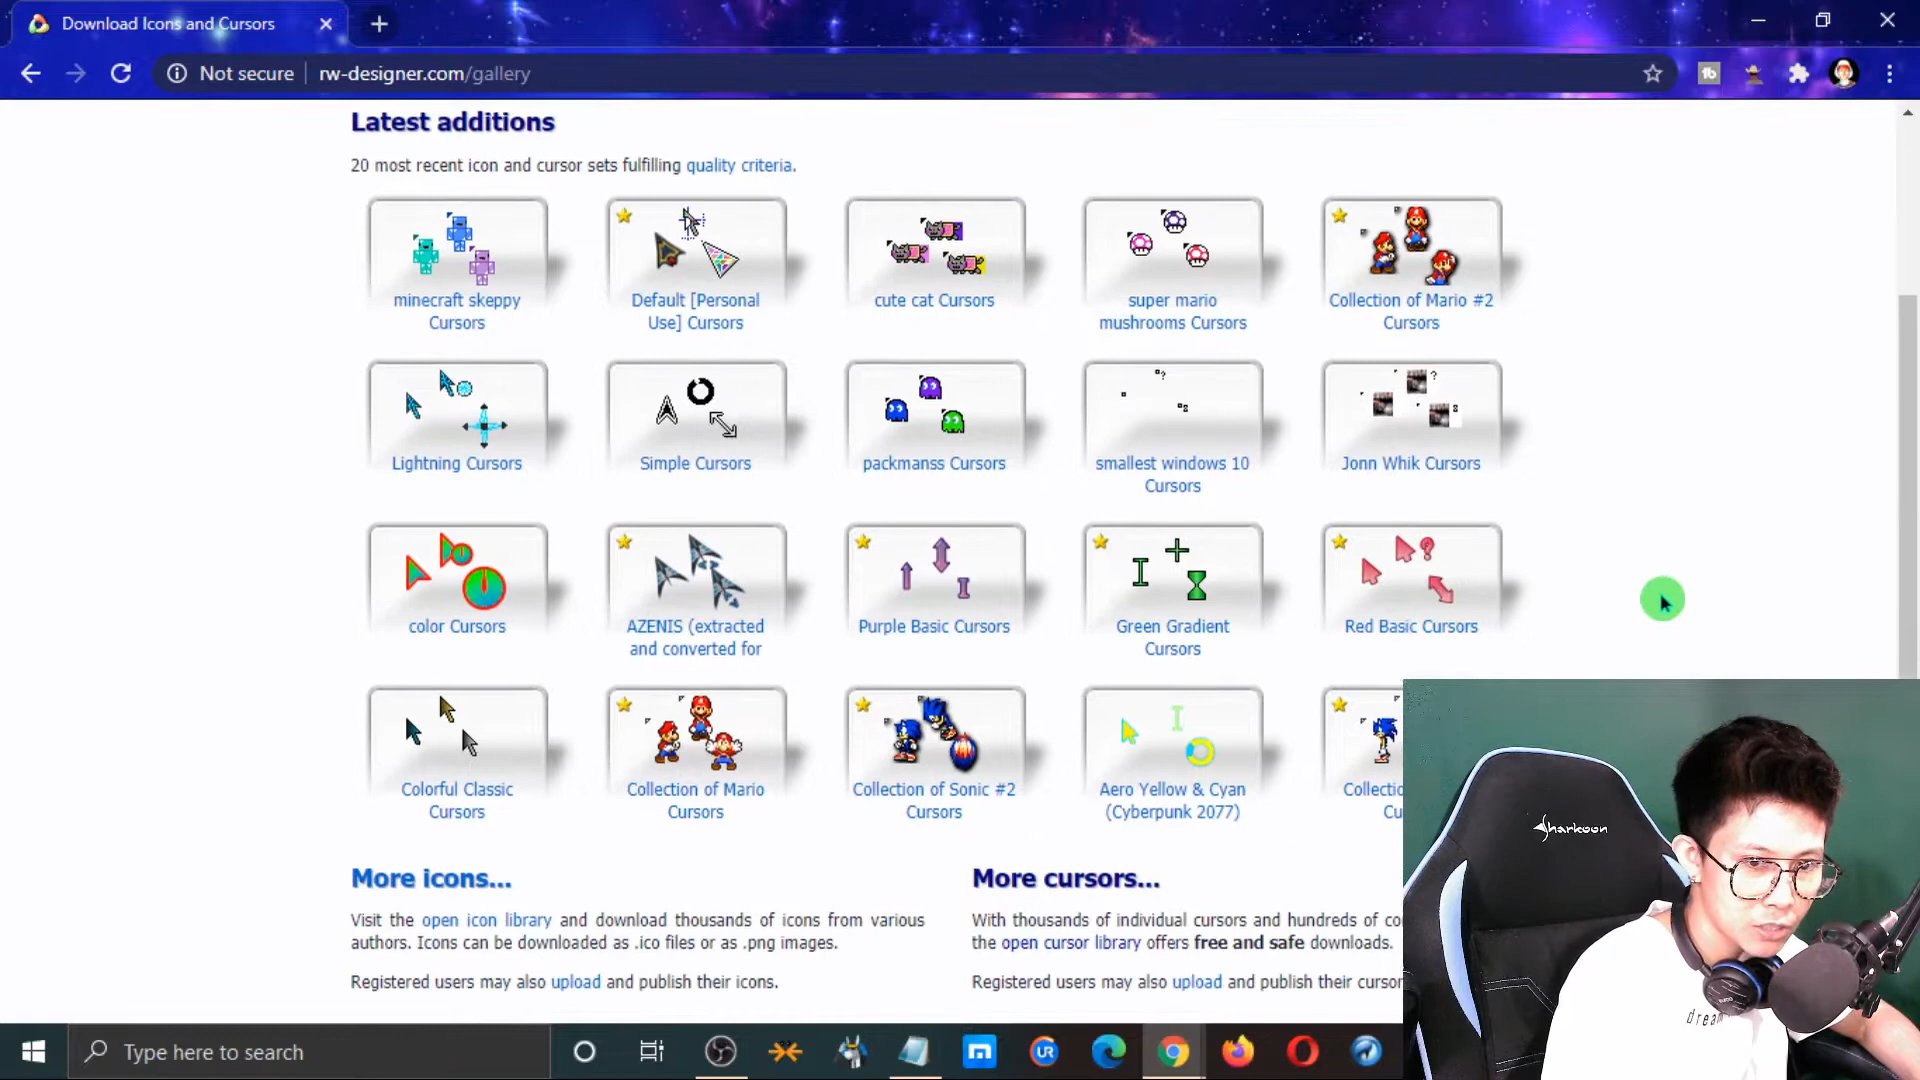 Download Icons and Cursors
Not secure
rw-designer.com/gallery
Latest additions
20 most recent icon and cursor sets fulfilling quality criteria.
minecraft skeppy Cursors
Default [Personal Use] Cursors
cute cat Cursors
super mario mushrooms Cursors
Collection of Mario #2 Cursors
Lightning Cursors
Simple Cursors
packmanss Cursors
smallest windows 10 Cursors
Jonn Whik Cursors
color Cursors
AZENIS (extracted and converted for
Purple Basic Cursors
Green Gradient Cursors
Red Basic Cursors
Colorful Classic Cursors
Collection of Mario Cursors
Collection of Sonic #2 Cursors
Aero Yellow & Cyan (Cyberpunk 2077)
More icons...
Visit the open icon library and download thousands of icons from various
authors. Icons can be downloaded as .ico files or as .png images.
Registered users may also upload and publish their icons.
More cursors...
With thousands of individual cursors and hundreds of
the open cursor library offers free and safe downloads.
Registered users may also upload and publish their
Sharkoon
dream
Type here to search
UR